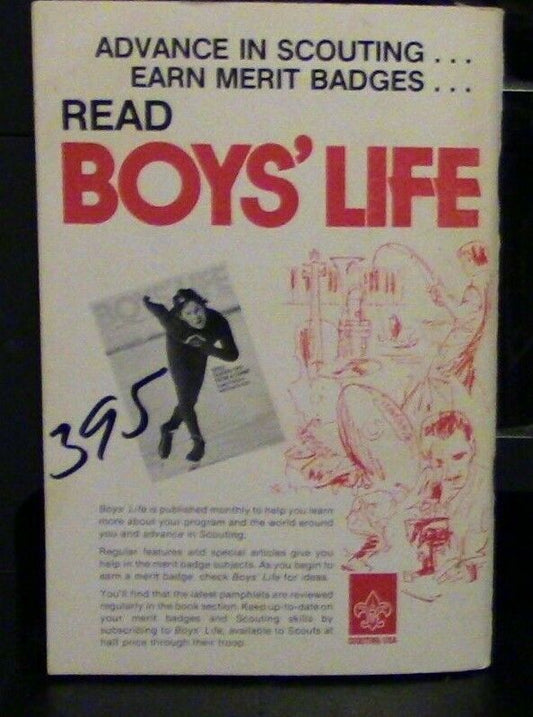 ADVANCE IN SCOUTING...
EARN MERIT BADGES...
READ
BOYS' LIFE
BOYS' LIFE
395
Boys' Life is published monthly to help you learn
more about your program and the world around
you and advance in Scouting.
Regular features and special articles give you
help in the merit badge subjects. As you begin to
earn a merit badge, check Boys' Life for ideas.
You'll find that the latest pamphlets are reviewed
regularly in the book section. Keep up-to-date on
your merit badges and Scouting skills by
subscribing to Boys' Life, available to Scouts at
half price through their troop.
SCOUTING/USA